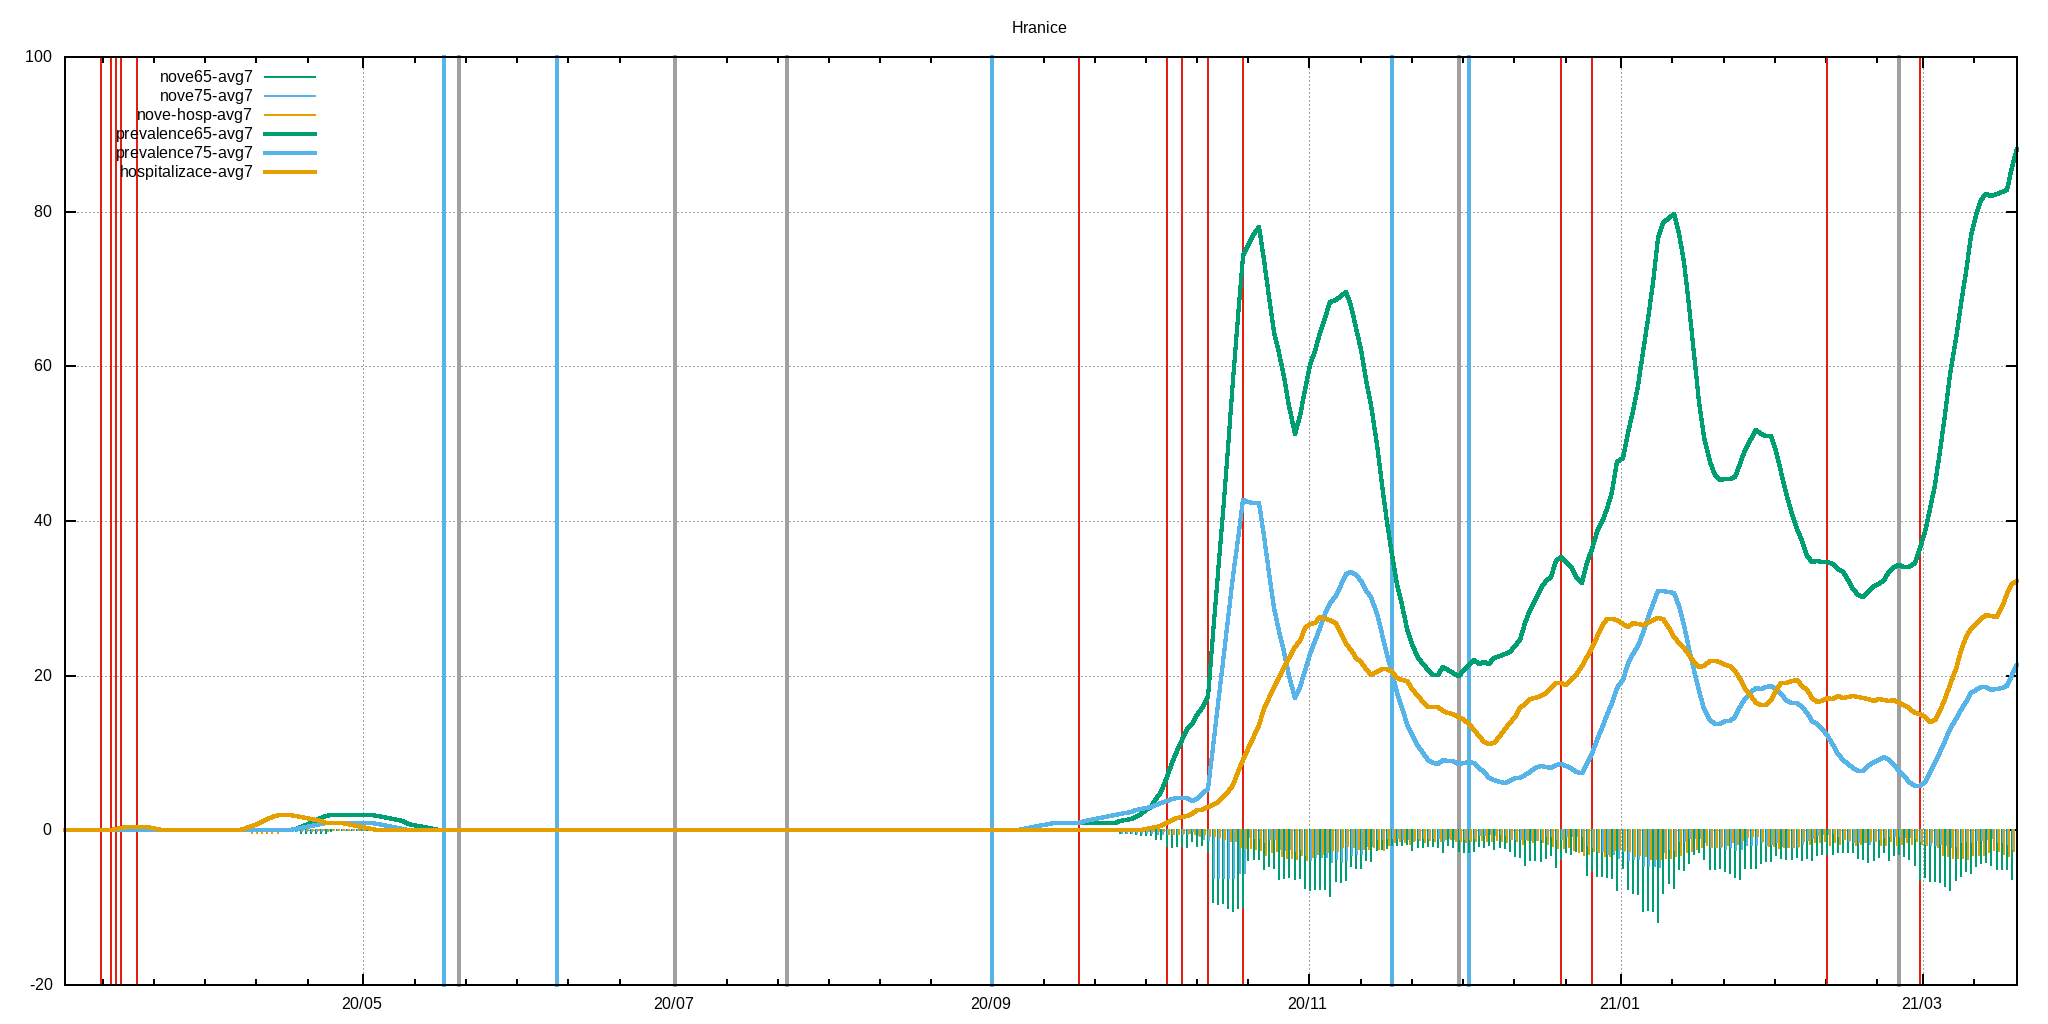 Hranice
100
80
60
40
20
0
-20
nove65-avg7
nove75-avg7
nove-hosp-avg7
prevalence65-avg7
prevalence75-avg7
hospitalizace-avg7
20/05
20/07
20/09
20/11
21/01
21/03